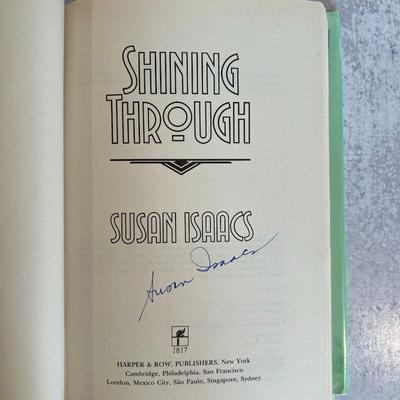 SHINING
THROUGH
SUSAN ISAACS
Susan Isaacs
1817
HARPER & ROW, PUBLISHERS, New York
Cambridge, Philadelphia, San Francisco
London, Mexico City, São Paulo, Singapore, Sydney